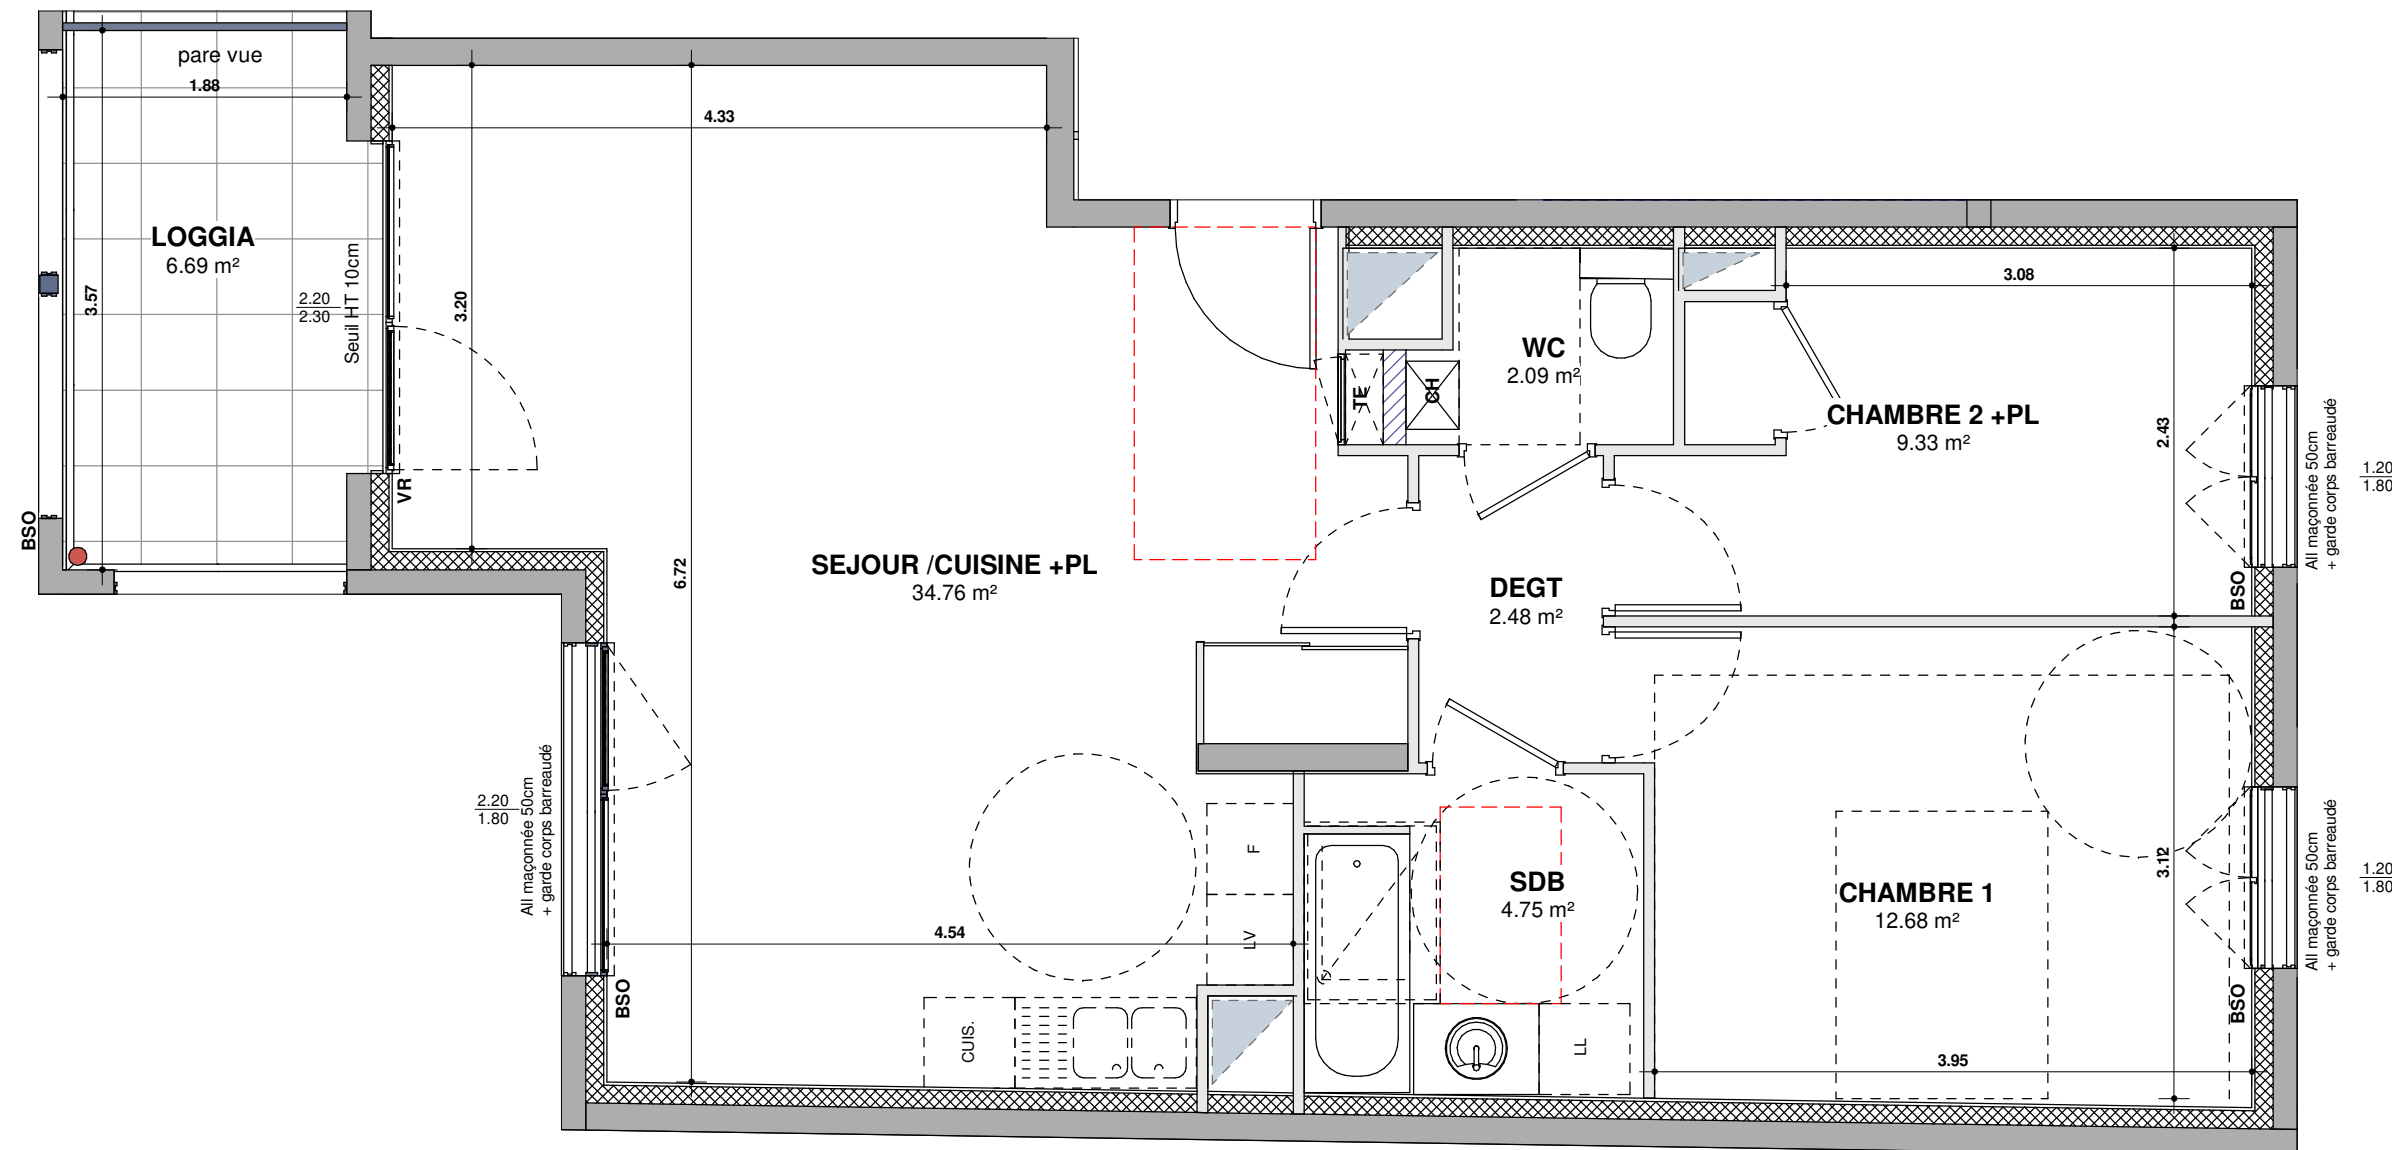 pare vue
1.88
4.33
LOGGIA
6.69 m²
3.57
2.20
2.30
Seuil HT 10cm
3.20
VR
BSO
6.72
SEJOUR /CUISINE +PL
34.76 m²
TE
CH
WC
2.09 m²
3.08
CHAMBRE 2 +PL
9.33 m²
2.43
BSO
All maçonnée 50cm
+ garde corps barreaudé
1.20
1.80
DEGT
2.48 m²
2.20
1.80
All maçonnée 50cm
+ garde corps barreaudé
BSO
4.54
F
LV
CUIS.
SDB
4.75 m²
LL
CHAMBRE 1
12.68 m²
3.12
3.95
BSO
All maçonnée 50cm
+ garde corps barreaudé
1.20
1.80